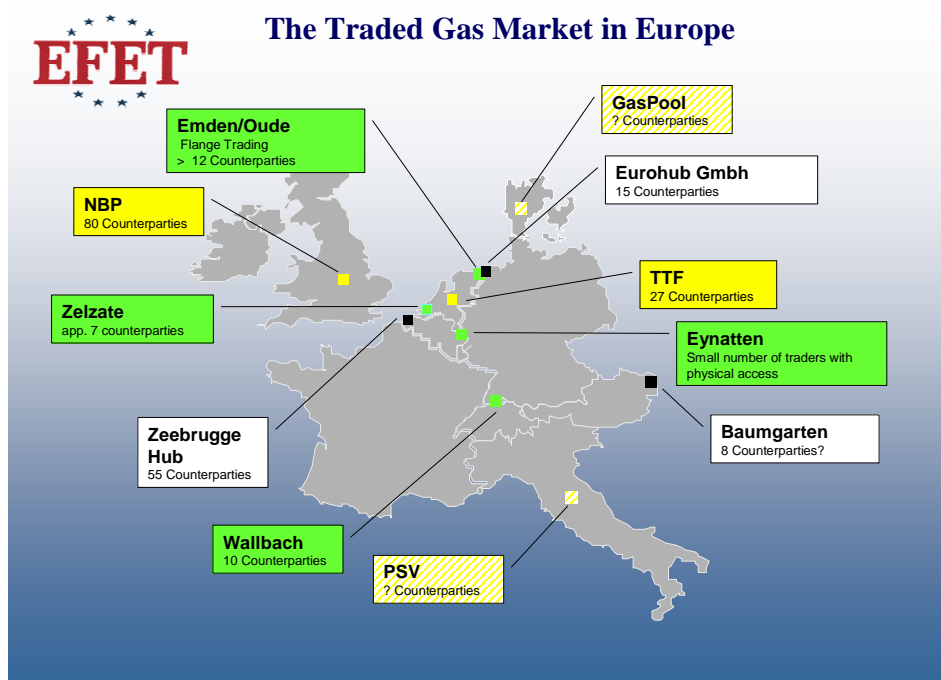 The Traded Gas Market in Europe
EFET
GasPool
? Counterparties
Emden/Oude
Flange Trading
> 12 Counterparties
Eurohub Gmbh
15 Counterparties
NBP
80 Counterparties
TTF
27 Counterparties
Zelzate
app. 7 counterparties
Eynatten
Small number of traders with
physical access
Zeebrugge
Hub
55 Counterparties
Baumgarten
8 Counterparties?
Wallbach
10 Counterparties
PSV
? Counterparties